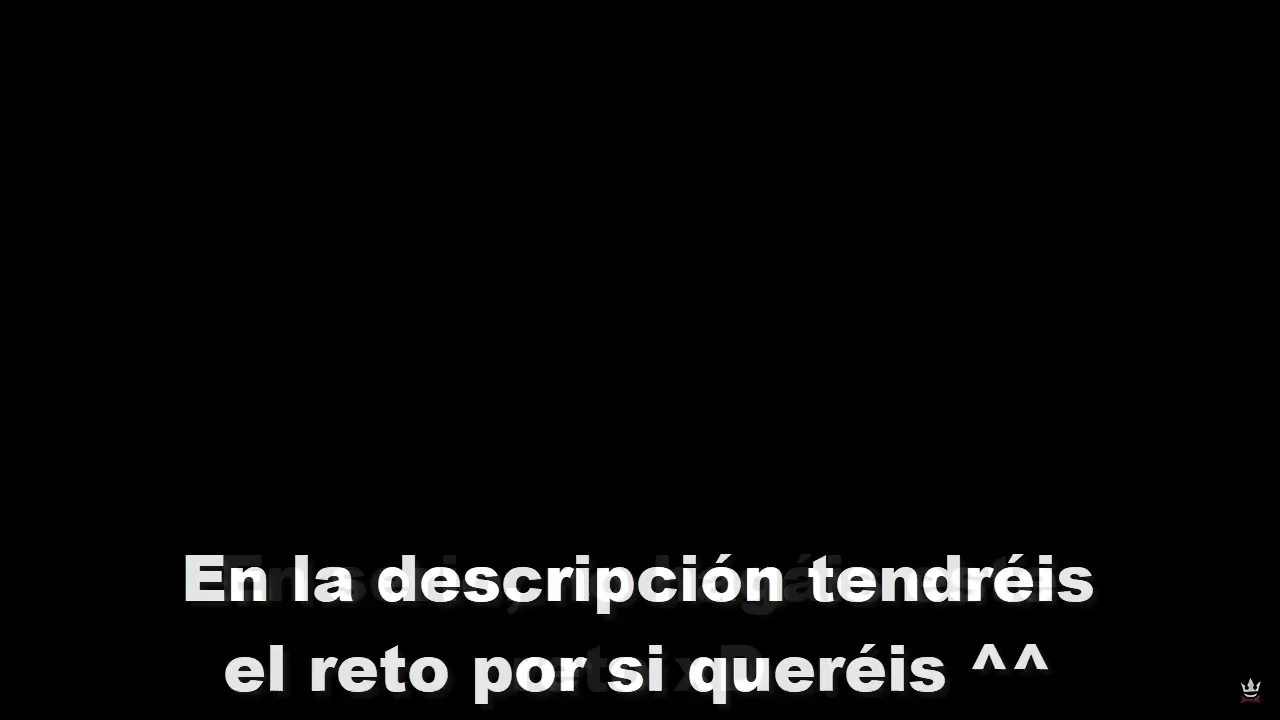 En la descripción tendréis
el reto por si queréis ^^